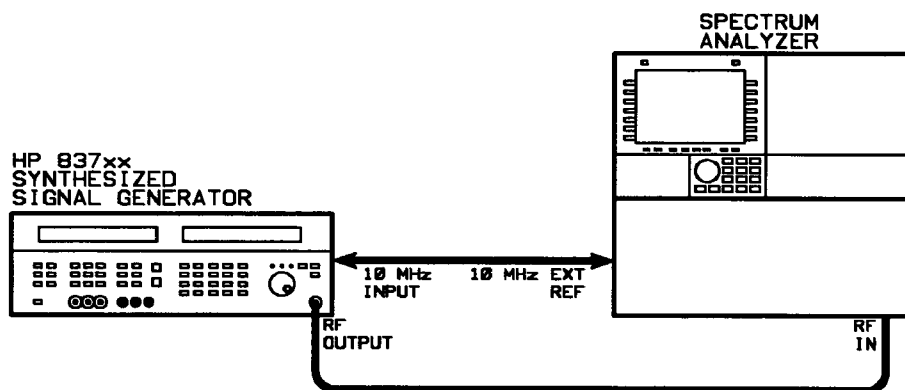 SPECTRUM
ANALYZER
HP 837xx
SYNTHESIZED
SIGNAL GENERATOR
10 MHz
INPUT
10 MHz EXT
REF
RF
OUTPUT
RF
IN